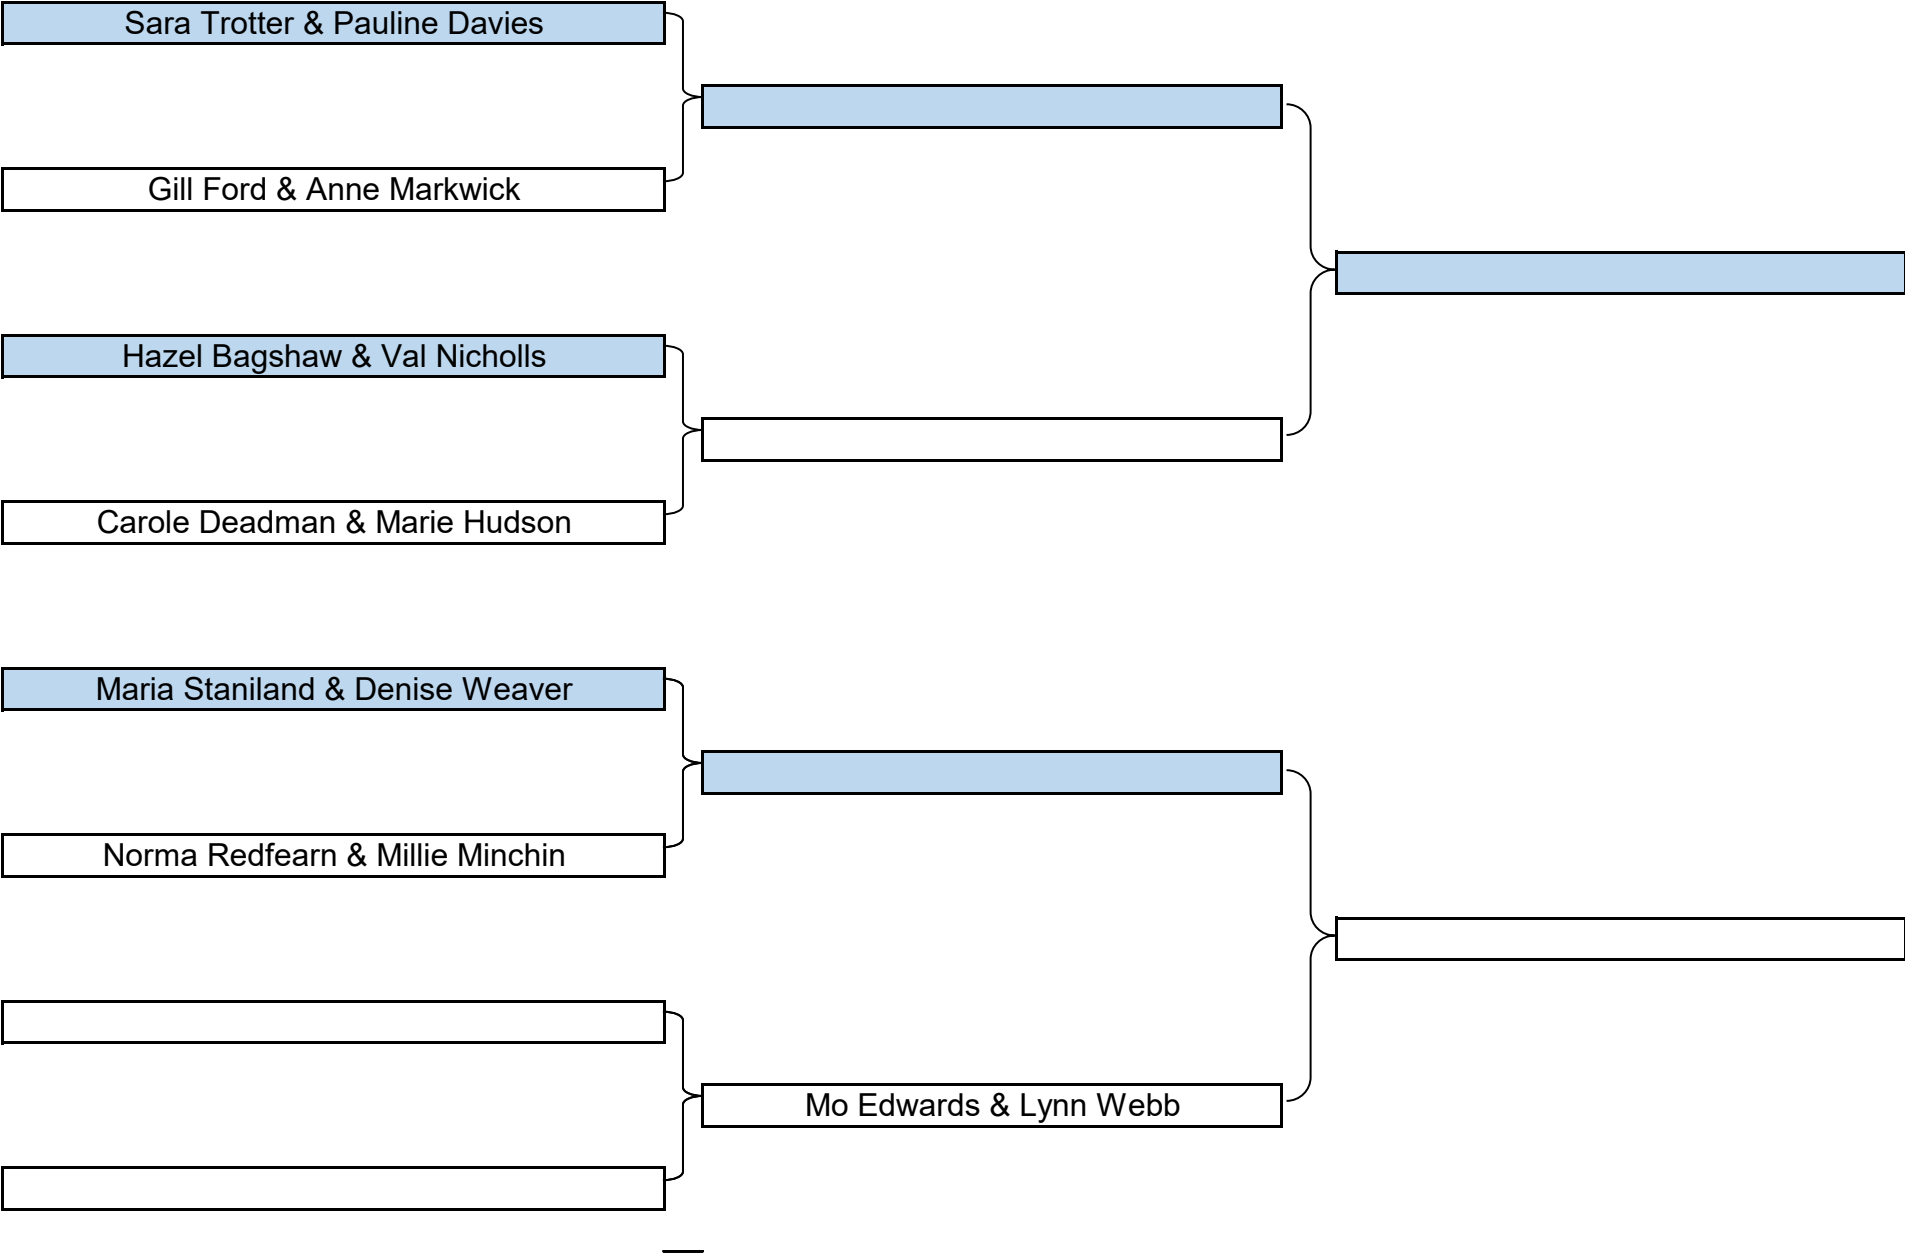 Sara Trotter & Pauline Davies
Gill Ford & Anne Markwick
Hazel Bagshaw & Val Nicholls
Carole Deadman & Marie Hudson
Maria Staniland & Denise Weaver
Norma Redfearn & Millie Minchin
Mo Edwards & Lynn Webb